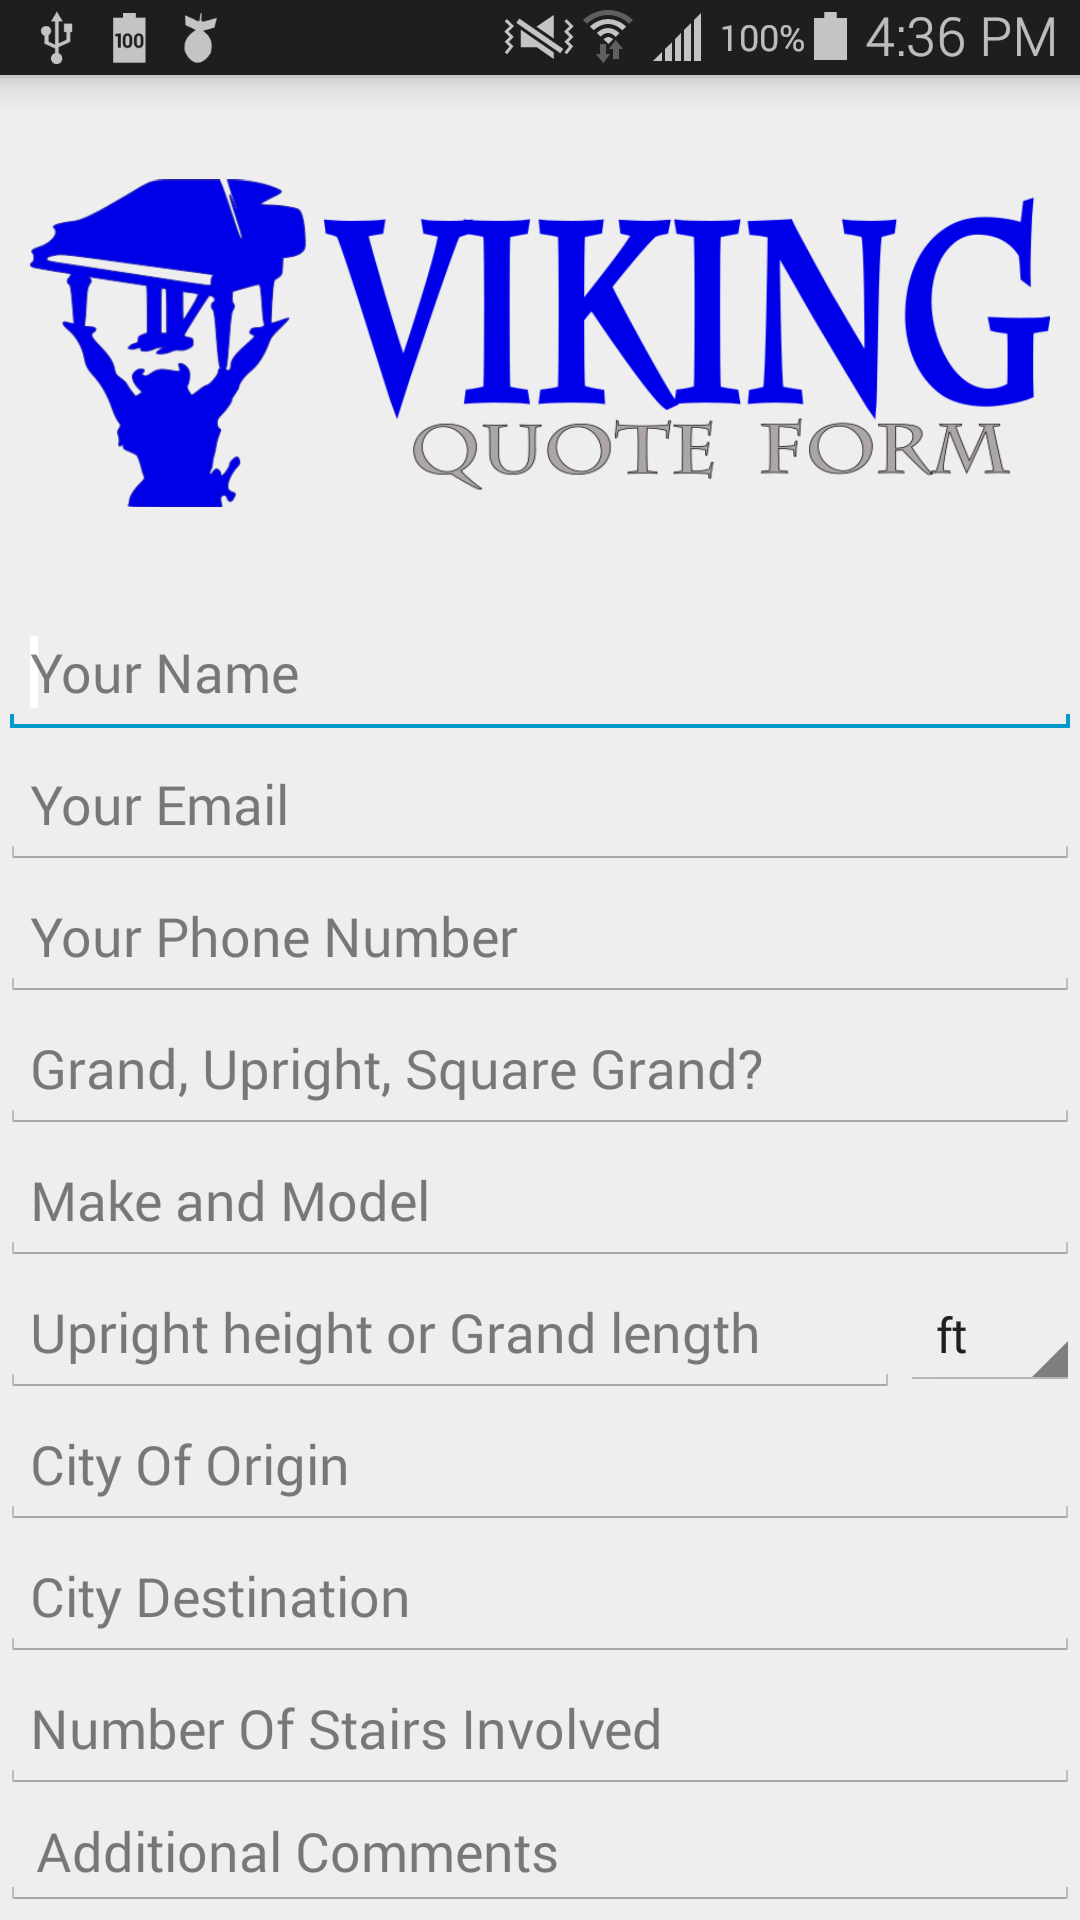 100 100% 4:36 PM
VIKING
QUOTE FORM
Your Name
Your Email
Your Phone Number
Grand, Upright, Square Grand?
Make and Model
Upright height or Grand length ft
City Of Origin
City Destination
Number Of Stairs Involved
Additional Comments